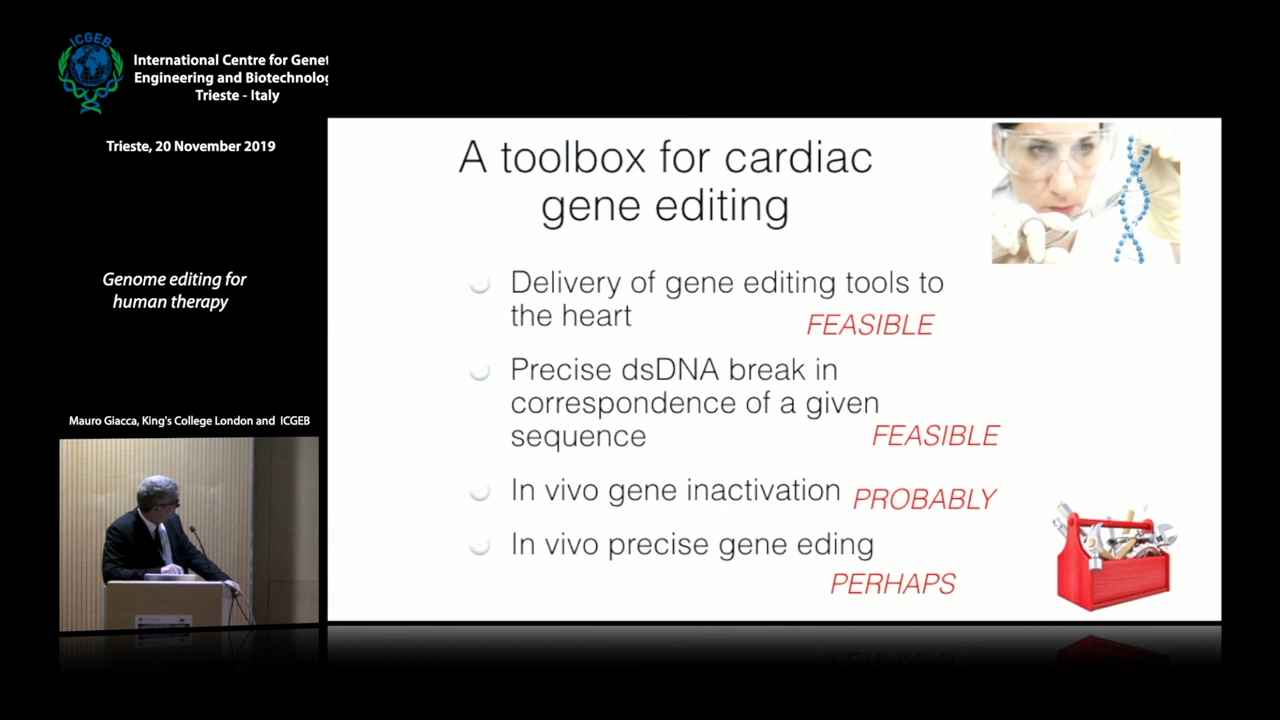 ICGEB
International Centre for Genet
Engineering and Biotechnolog
Trieste - Italy
Trieste, 20 November 2019
Genome editing for
human therapy
Mauro Giacca, King's College London and ICGEB
A toolbox for cardiac
gene editing
Delivery of gene editing tools to
the heart
FEASIBLE
Precise dsDNA break in
correspondence of a given
sequence
FEASIBLE
In vivo gene inactivation
PROBABLY
In vivo precise gene eding
PERHAPS